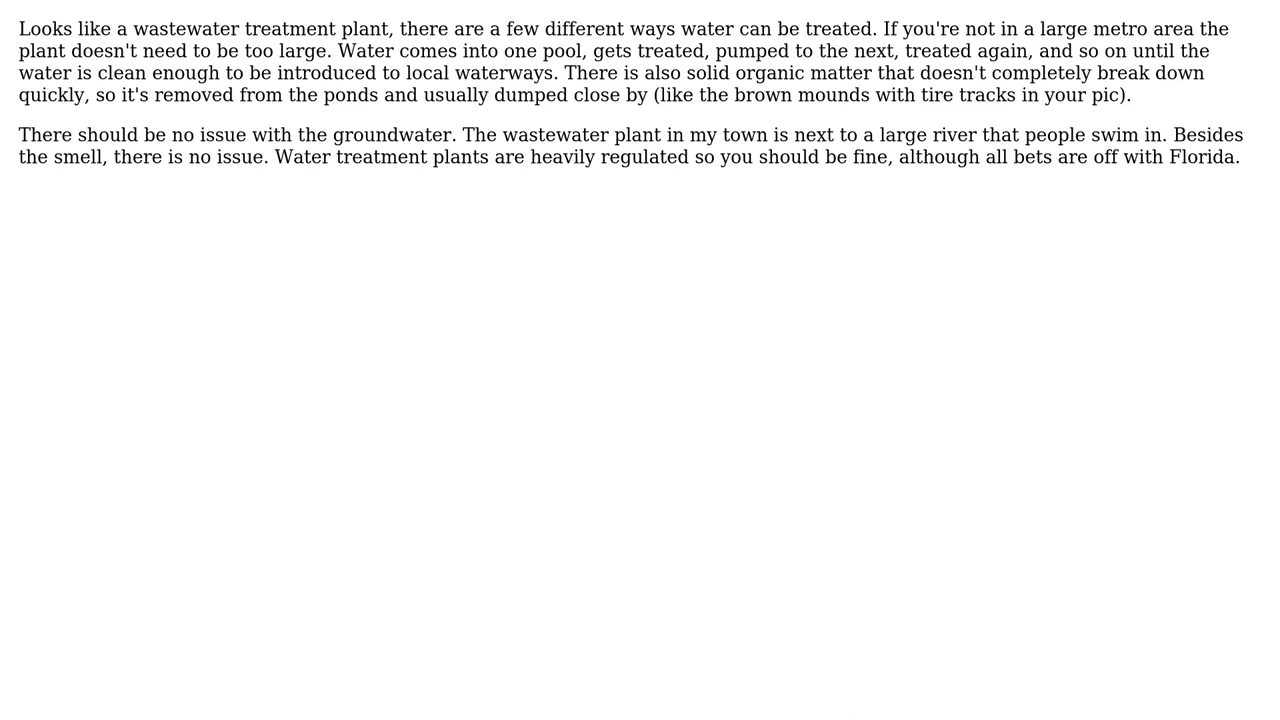 Looks like a wastewater treatment plant, there are a few different ways water can be treated. If you're not in a large metro area the
plant doesn't need to be too large. Water comes into one pool, gets treated, pumped to the next, treated again, and so on until the
water is clean enough to be introduced to local waterways. There is also solid organic matter that doesn't completely break down
quickly, so it's removed from the ponds and usually dumped close by (like the brown mounds with tire tracks in your pic).
There should be no issue with the groundwater. The wastewater plant in my town is next to a large river that people swim in. Besides
the smell, there is no issue. Water treatment plants are heavily regulated so you should be fine, although all bets are off with Florida.